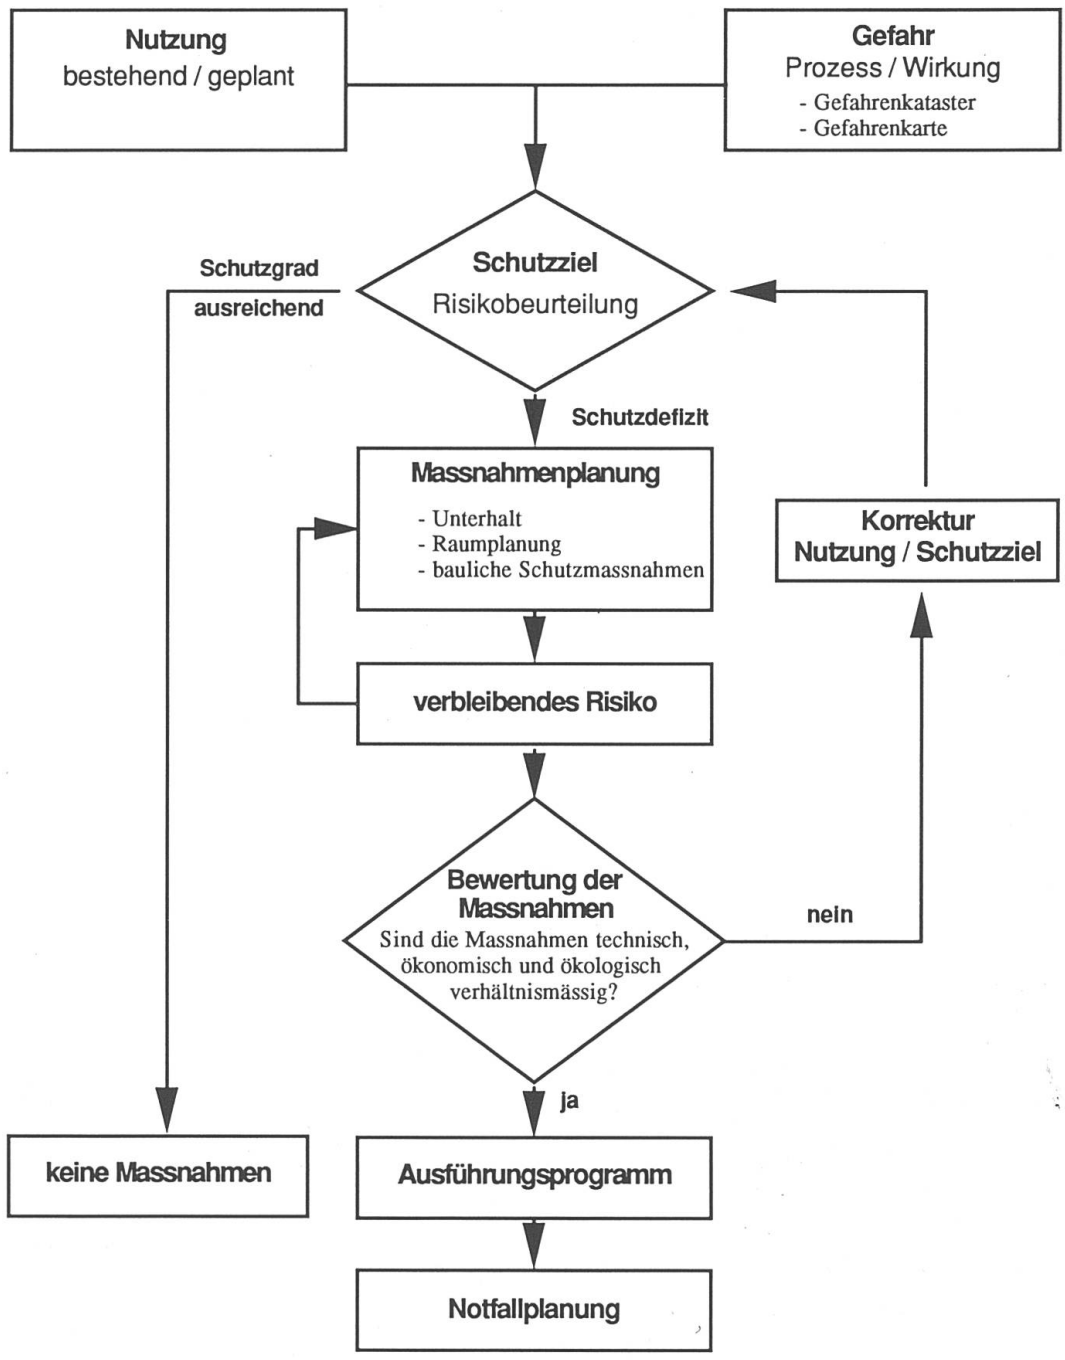 Nutzung
bestehend / geplant
Gefahr
Prozess / Wirkung
- Gefahrenkataster
- Gefahrenkarte
Schutzgrad
ausreichend
Schutzziel
Risikobeurteilung
Schutzdefizit
Massnahmenplanung
- Unterhalt
- Raumplanung
- bauliche Schutzmassnahmen
Korrektur
Nutzung / Schutzziel
verbleibendes Risiko
Bewertung der
Massnahmen
Sind die Massnahmen technisch,
ökonomisch und ökologisch
verhältnismässig?
nein
ja
keine Massnahmen
Ausführungsprogramm
Notfallplanung